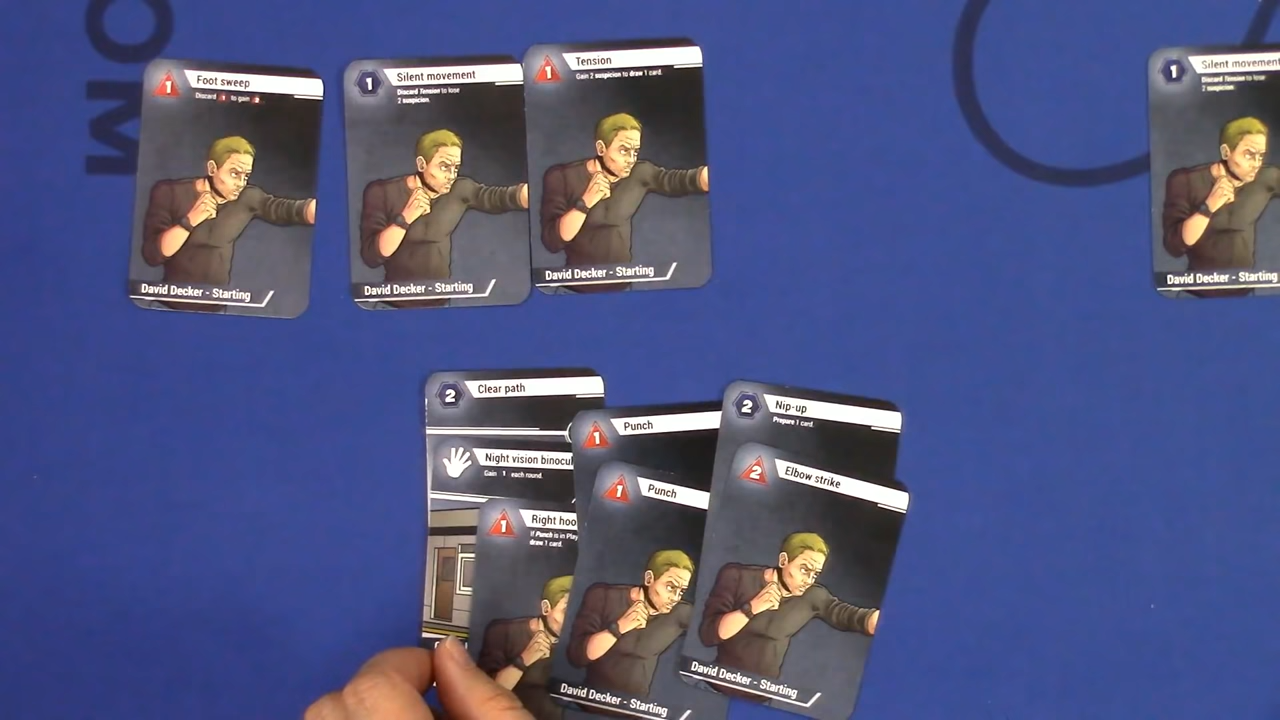 OM
1 Foot sweep
Discard 1 to gain 2.
David Decker - Starting
1 Silent movement
Discard Tension to lose
2 suspicion.
David Decker - Starting
1 Tension
Gain 2 suspicion to draw 1 card.
David Decker - Starting
1 Silent movement
Discard Tension to lose
2 suspicion.
David Decker - Starting
2 Clear path
Night vision binocul
Gain 1 each round.
1 Right hoo
If Punch is in Play
draw 1 card.
1 Punch
1 Punch
David Decker - Starting
2 Nip-up
Prepare 1 card.
2 Elbow strike
David Decker - Starting